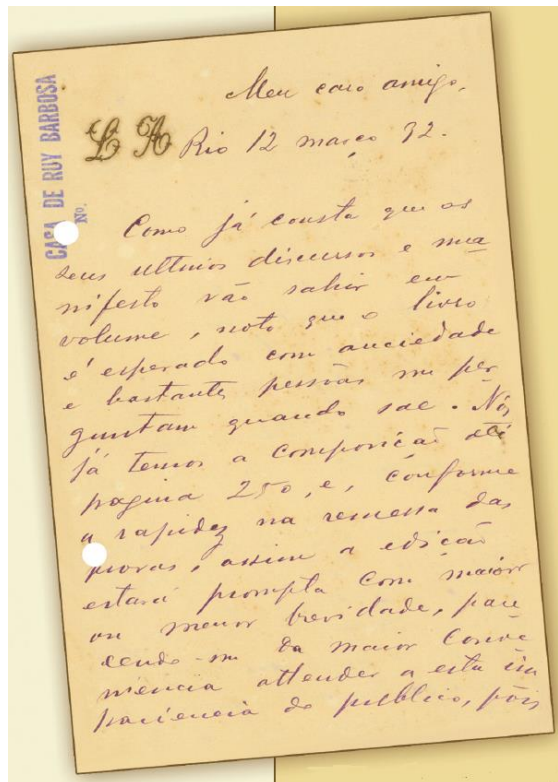 CASA DE RUY BARBOSA
Nº.
L A
Meu caro amigo,
Rio 12 março 92.
Como já consta que os
seus ultimos discursos e ma
nifesto vão sahir em
volume, noto que o livro
é esperado com anciedade
e bastantes pessôas me per
guntam quando sae. Nós
já temos a composição até
pagina 250, e, conforme
a rapidez na remessa das
provas, assim a edicão
estará prompta com maior
ou menor brevidade, pare
cendo-me da maior conve
niencia attender a esta im
paciencia do publico, pois